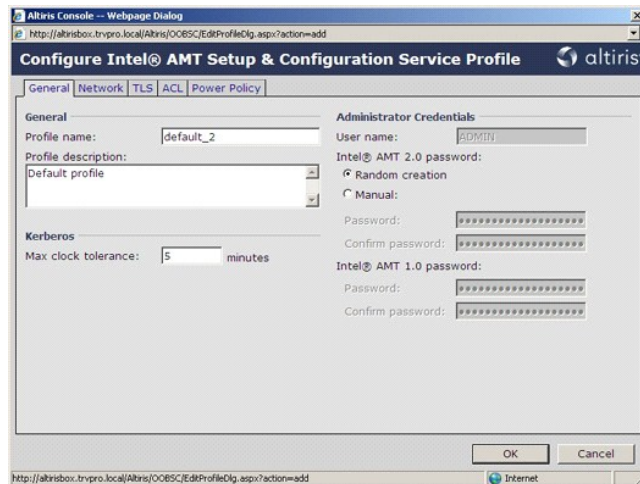 Altiris Console -- Webpage Dialog
http://altirisbox.trvpro.local/Altiris/OOBSC/EditProfileDlg.aspx?action=add
Configure Intel® AMT Setup & Configuration Service Profile
altiris
General Network TLS ACL Power Policy
General
Profile name: default_2
Profile description:
Default profile
Kerberos
Max clock tolerance: 5 minutes
Administrator Credentials
User name: ADMIN
Intel® AMT 2.0 password:
Random creation
Manual:
Password:
Confirm password:
Intel® AMT 1.0 password:
Password:
Confirm password:
OK Cancel
http://altirisbox.trvpro.local/Altiris/OOBSC/EditProfileDlg.aspx?action=add Internet